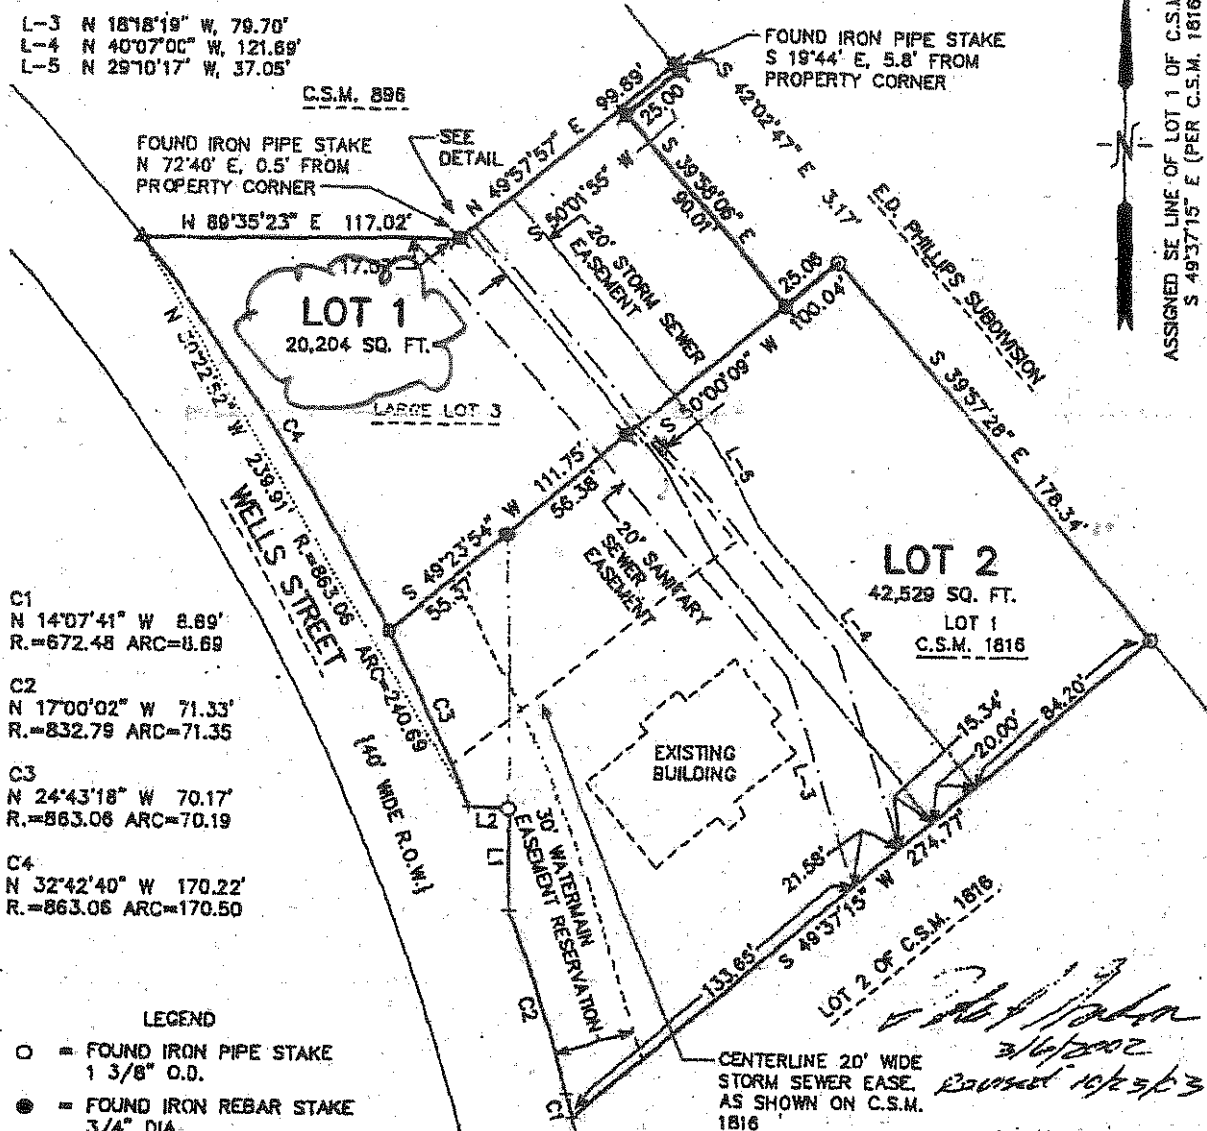 L-3 N 18°18'19" W, 79.70'
L-4 N 40°07'00" W, 121.69'
L-5 N 29°10'17" W, 37.05'
C.S.M. 896
FOUND IRON PIPE STAKE
S 19°44' E, 5.8' FROM
PROPERTY CORNER
ASSIGNED SE LINE OF LOT 1 OF C.S.M.
S 49°37'15" E (PER C.S.M. 1816
N
FOUND IRON PIPE STAKE
N 72°40' E, 0.5' FROM
PROPERTY CORNER
SEE
DETAIL
N 49°57'57" E 99.89'
25.00
S 42°02'47" E 3.17'
S 50°01'55" W
S 39°58'06" E
90.01'
E.D. PHILLIPS SUBDIVISION
N 89°35'23" E 117.02'
20' STORM SEWER
EASEMENT
25.06
100.04'
LOT 1
20,204 SQ. FT.
LARGE LOT 3
S 50°00'09" W
S 39°57'28" E 178.34'
C4
239.91'
R.=863.06 ARC=240.69
WELLS STREET
(40' WIDE R.O.W.)
L-5
S 49°23'54" W 111.75'
56.38'
55.37'
20' SANITARY
SEWER
EASEMENT
LOT 2
42,529 SQ. FT.
LOT 1
C.S.M. 1816
L-4
C1
N 14°07'41" W 8.69'
R.=672.48 ARC=8.69
C2
N 17°00'02" W 71.33'
R.=832.79 ARC=71.35
C3
N 24°43'18" W 70.17'
R.=863.06 ARC=70.19
C4
N 32°42'40" W 170.22'
R.=863.06 ARC=170.50
C3
L2
L1
EXISTING
BUILDING
L-3
15.34'
20.00'
84.20'
21.58'
274.77'
S 49°37'15" W
133.65'
30' WATERMAIN
EASEMENT RESERVATION
LOT 2 OF C.S.M. 1816
C2
C1
LEGEND
= FOUND IRON PIPE STAKE
1 3/8" O.D.
= FOUND IRON REBAR STAKE
3/4" DIA.
CENTERLINE 20' WIDE
STORM SEWER EASE.
AS SHOWN ON C.S.M.
1816
3/6/2002